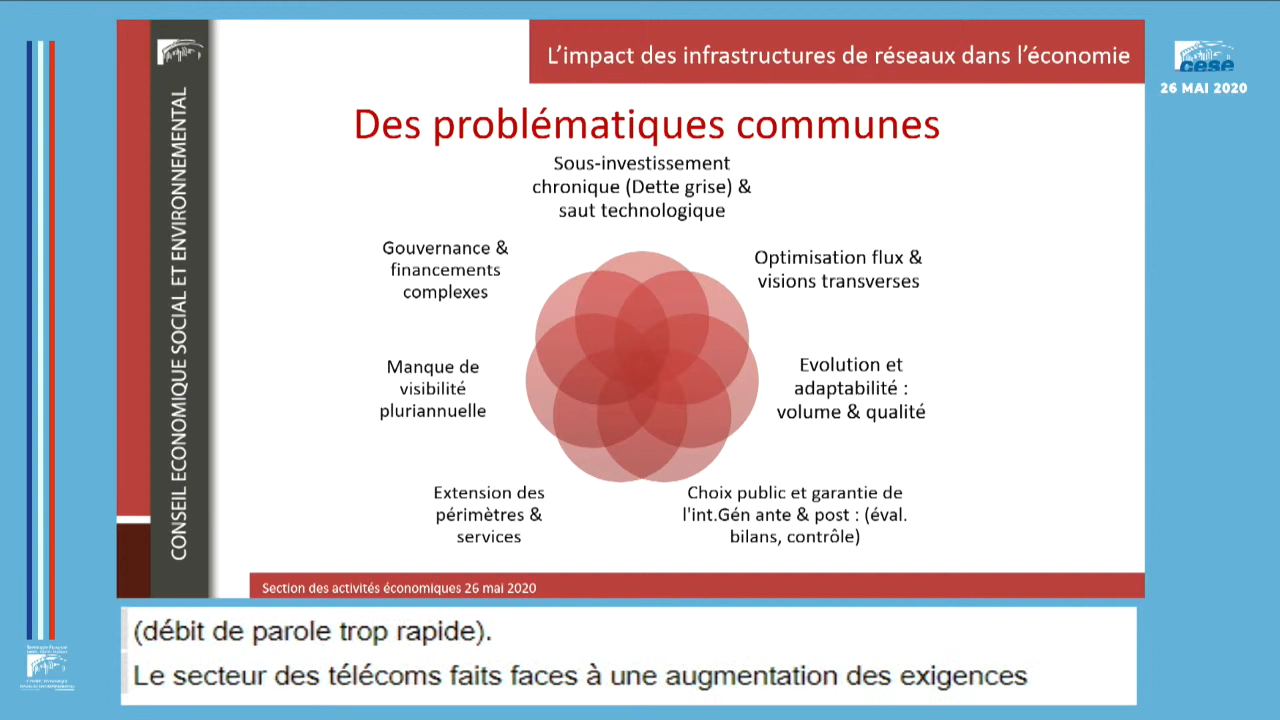 L'impact des infrastructures de réseaux dans l'économie
cese
26 MAI 2020
CONSEIL ECONOMIQUE SOCIAL ET ENVIRONNEMENTAL
Des problématiques communes
Sous-investissement
chronique (Dette grise) &
saut technologique
Optimisation flux &
visions transverses
Evolution et
adaptabilité :
volume & qualité
Choix public et garantie de
l'int.Gén ante & post : (éval.
bilans, contrôle)
Extension des
périmètres &
services
Manque de
visibilité
pluriannuelle
Gouvernance &
financements
complexes
Section des activités économiques 26 mai 2020
(débit de parole trop rapide).
Le secteur des télécoms faits faces à une augmentation des exigences